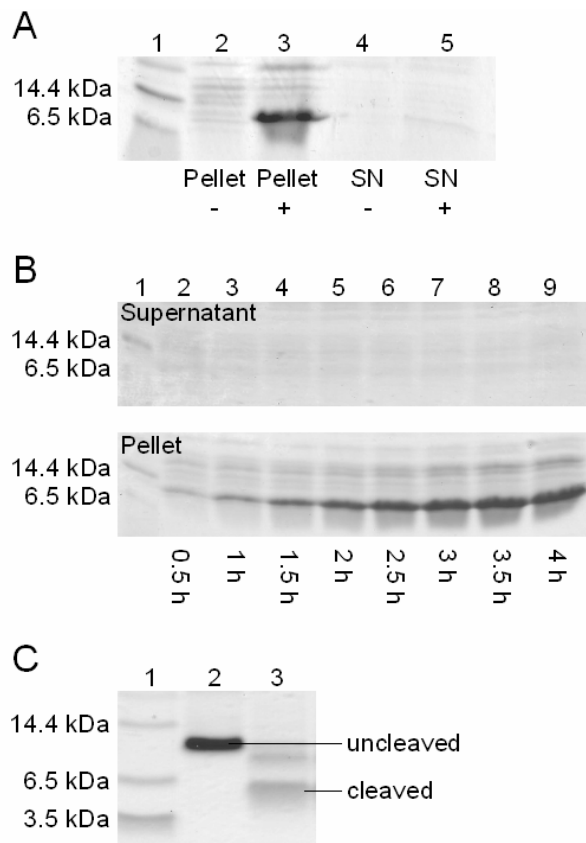 A
1 2 3 4 5
14.4 kDa
6.5 kDa
Pellet Pellet SN SN
- + - +
B
1 2 3 4 5 6 7 8 9
Supernatant
14.4 kDa
6.5 kDa
Pellet
14.4 kDa
6.5 kDa
0.5 h 1 h 1.5 h 2 h 2.5 h 3 h 3.5 h 4 h
C
1 2 3
14.4 kDa
uncleaved
6.5 kDa
cleaved
3.5 kDa